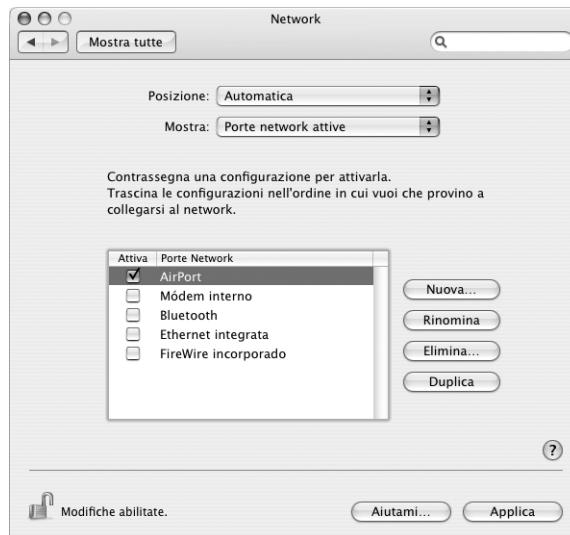 Network
Mostra tutte
Posizione: Automatica
Mostra: Porte network attive
Contrassegna una configurazione per attivarla.
Trascina le configurazioni nell'ordine in cui vuoi che provino a
collegarsi al network.
Attiva Porte Network
AirPort
Módem interno
Bluetooth
Ethernet integrata
FireWire incorporado
Nuova...
Rinomina
Elimina...
Duplica
?
Modifiche abilitate.
Aiutami...
Applica